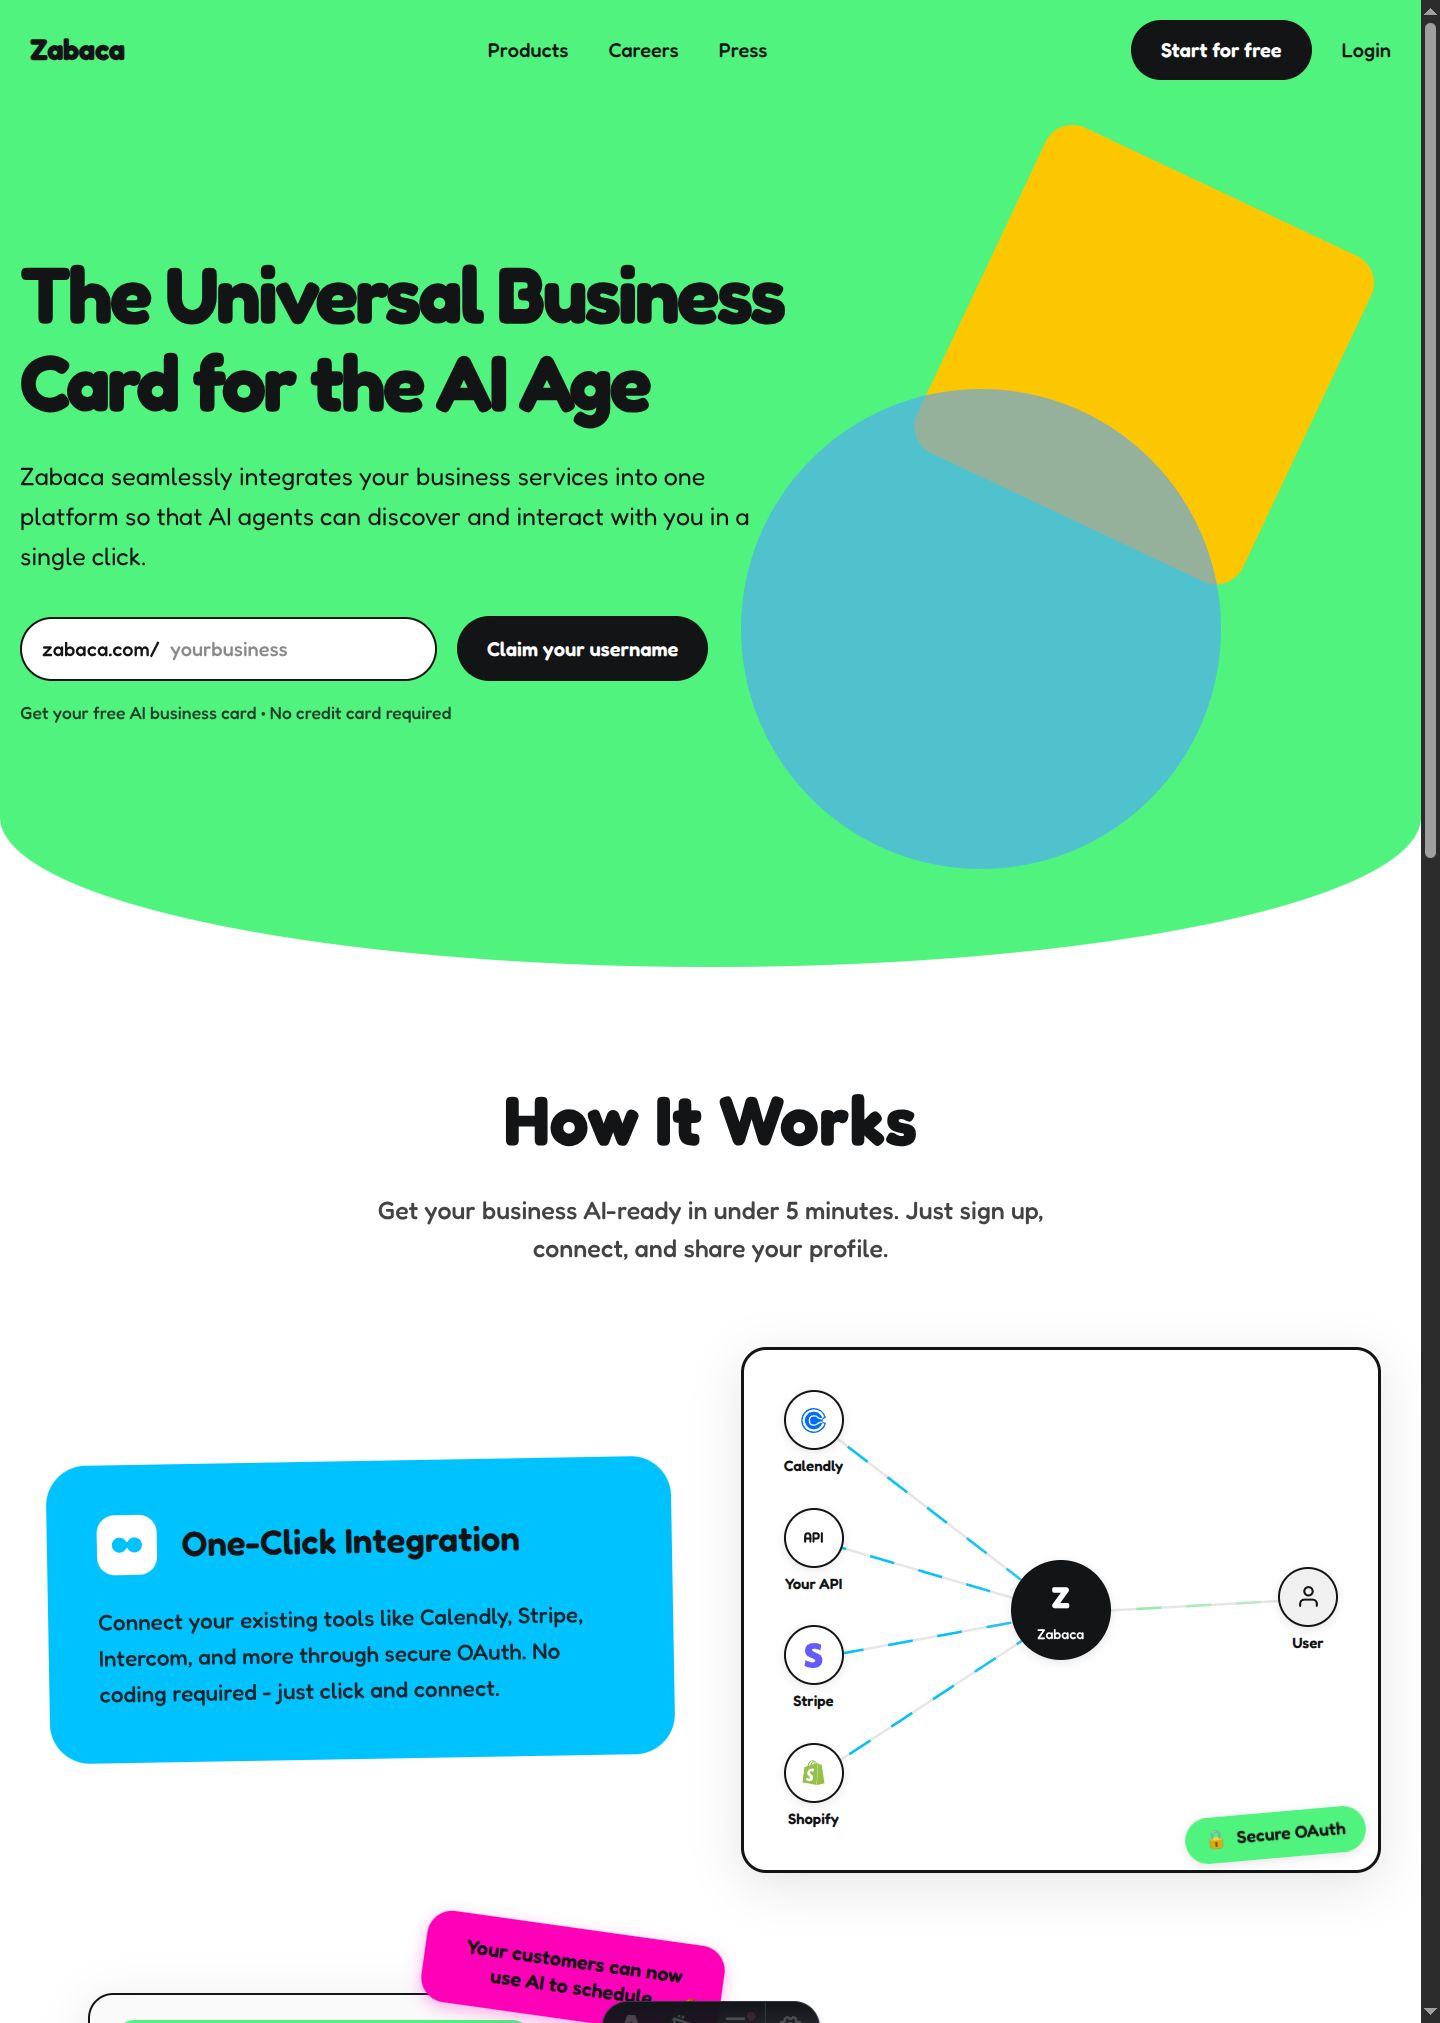 Zabaca
Products
Careers
Press
Start for free
Login
The Universal Business
Card for the AI Age
Zabaca seamlessly integrates your business services into one
platform so that AI agents can discover and interact with you in a
single click.
zabaca.com/ yourbusiness
Claim your username
Get your free AI business card • No credit card required
How It Works
Get your business AI-ready in under 5 minutes. Just sign up,
connect, and share your profile.
One-Click Integration
Connect your existing tools like Calendly, Stripe,
Intercom, and more through secure OAuth. No
coding required - just click and connect.
Calendly
API
Your API
Stripe
Shopify
Z
Zabaca
User
Secure OAuth
Your customers can now
use AI to schedule